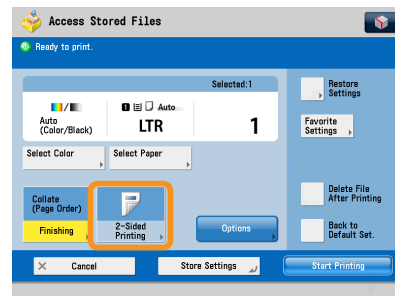 Access Stored Files
Ready to print.
Selected:1
Auto
(Color/Black)
1 Auto
LTR
1
Select Color
Select Paper
Collate
(Page Order)
Finishing
2-Sided
Printing
Options
Restore
Settings
Favorite
Settings
Delete File
After Printing
Back to
Default Set.
Cancel
Store Settings
Start Printing